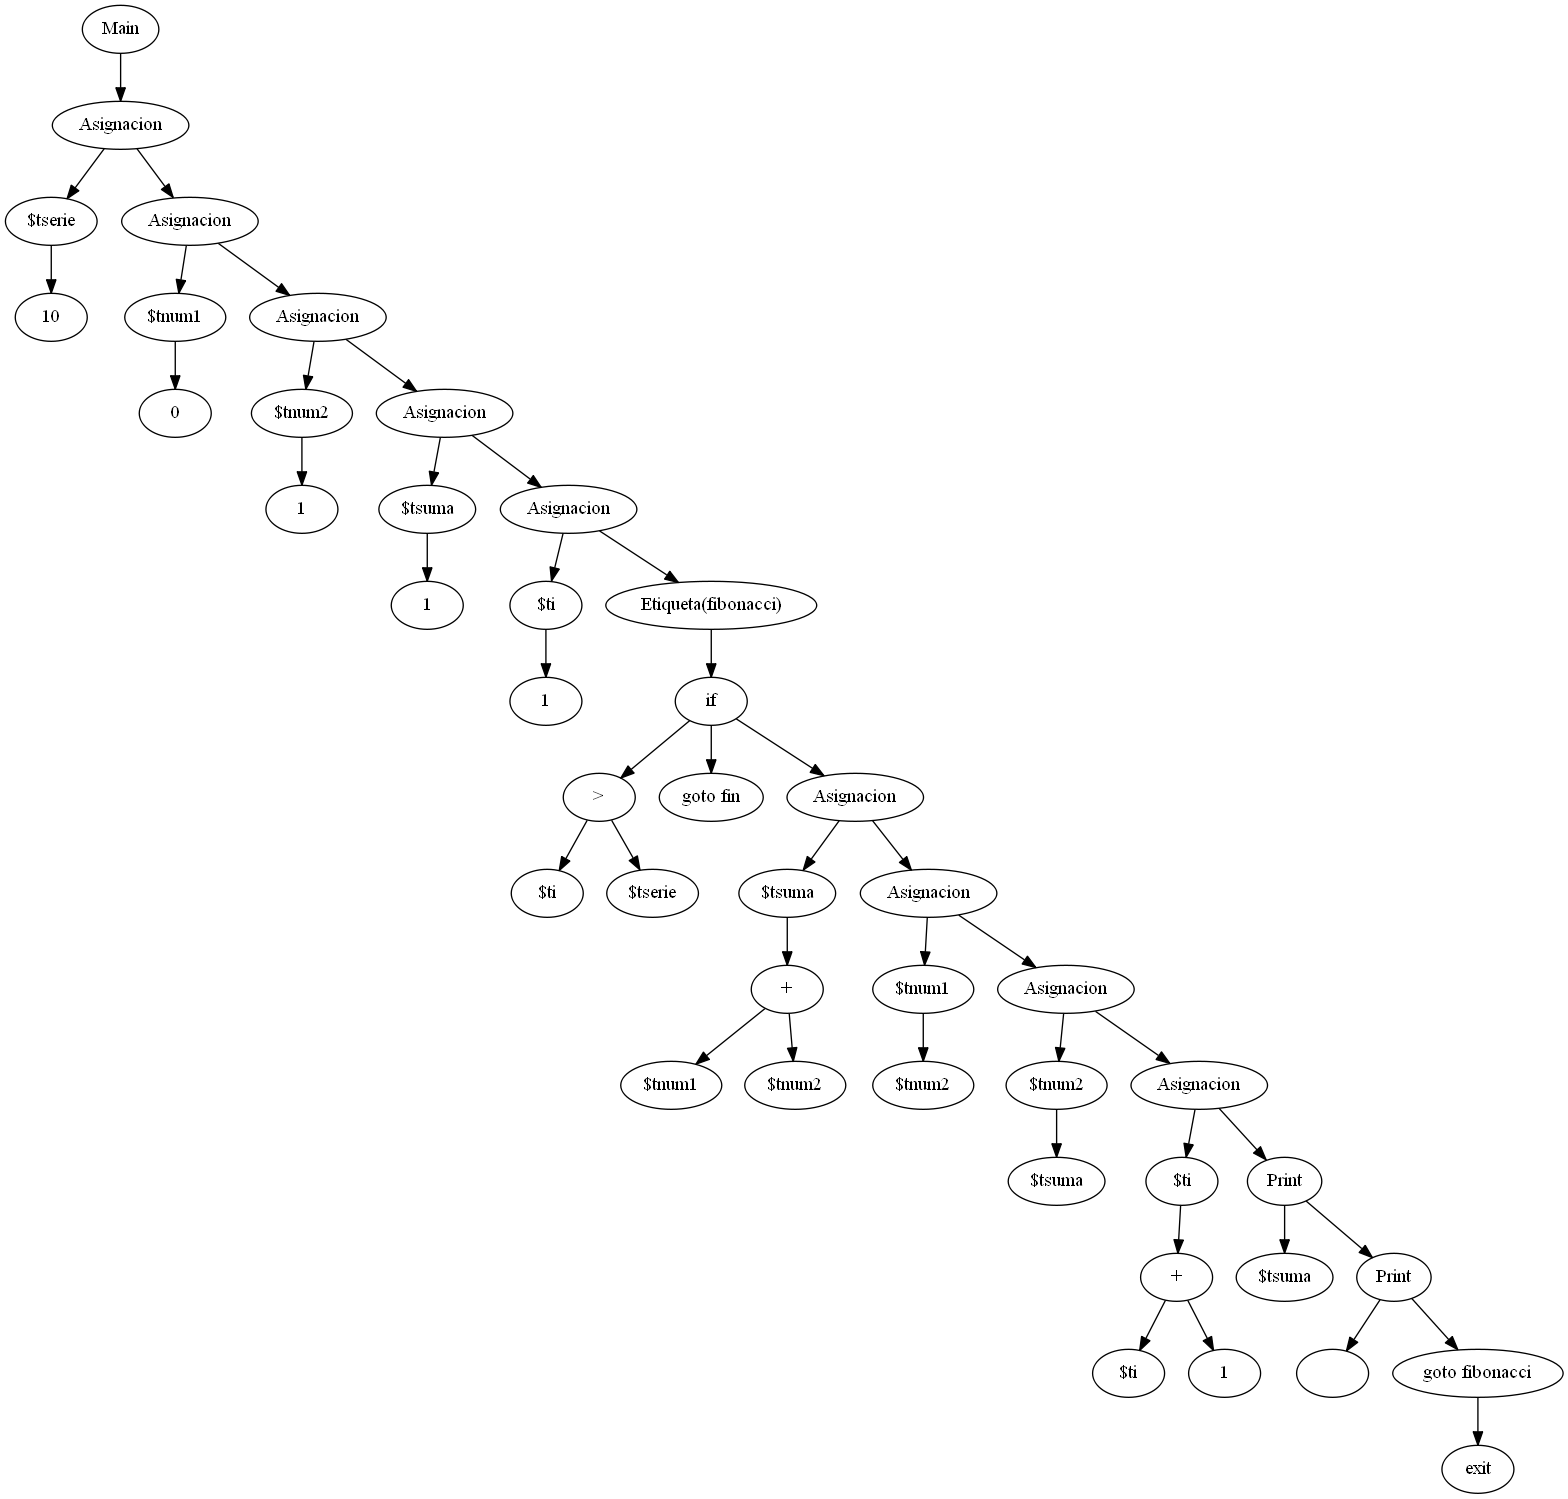 Main
Asignacion
$tserie
Asignacion
10
$tnum1
Asignacion
0
$tnum2
Asignacion
1
$tsuma
Asignacion
1
$ti
Etiqueta(fibonacci)
1
if
>
goto fin
Asignacion
$ti
$tserie
$tsuma
Asignacion
+
$tnum1
Asignacion
$tnum1
$tnum2
$tnum2
$tnum2
Asignacion
$tsuma
$ti
Print
+
$tsuma
Print
$ti
1
goto fibonacci
exit